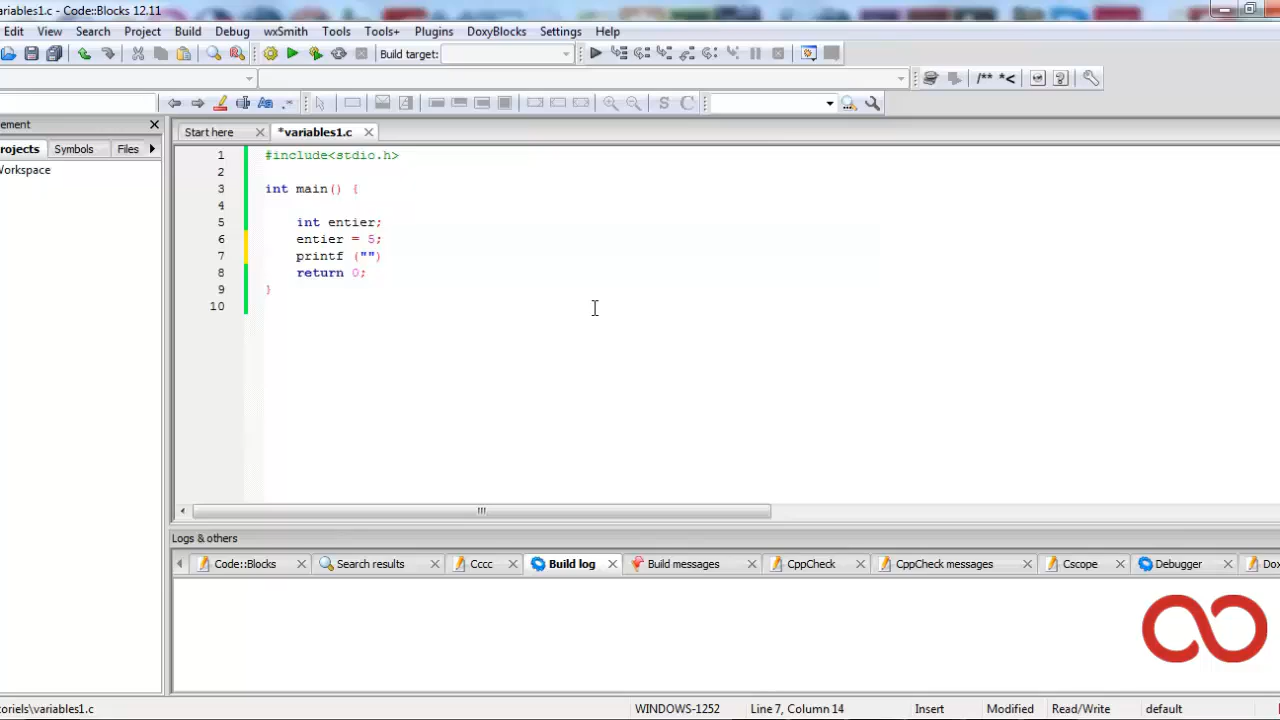 ariables1.c - Code::Blocks 12.11
Edit View Search Project Build Debug wxSmith Tools Tools+ Plugins DoxyBlocks Settings Help
Build target:
/** *<
S C
ement
Start here *variables1.c
rojects Symbols Files
Workspace
1 #include<stdio.h>
2
3 int main() {
4
5 int entier;
6 entier = 5;
7 printf ("")
8 return 0;
9 }
10
Logs & others
Code::Blocks Search results Cccc Build log Build messages CppCheck CppCheck messages Cscope Debugger Dox
toriels\variables1.c WINDOWS-1252 Line 7, Column 14 Insert Modified Read/Write default